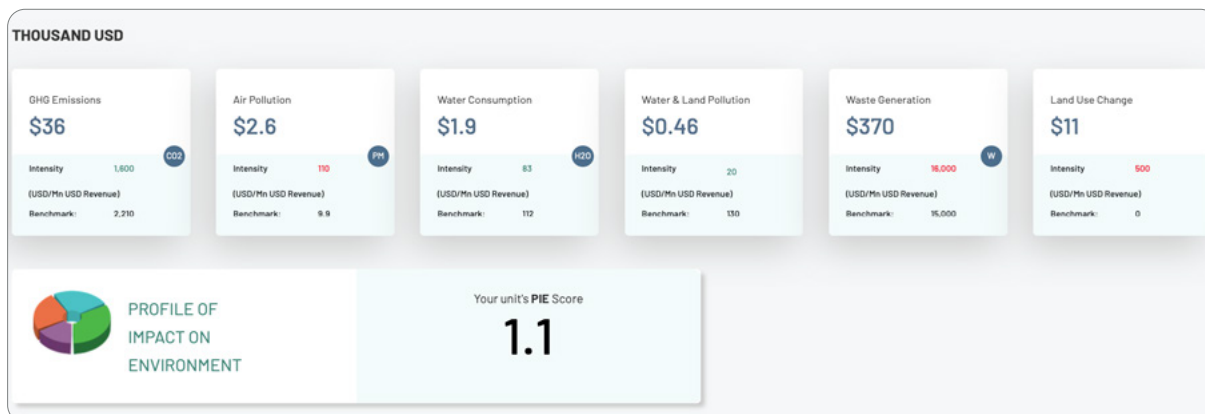 THOUSAND USD
GHG Emissions
$36
CO2
Intensity 1,600
(USD/Mn USD Revenue)
Benchmark: 2,210
Air Pollution
$2.6
PM
Intensity 110
(USD/Mn USD Revenue)
Benchmark: 9.9
Water Consumption
$1.9
H2O
Intensity 83
(USD/Mn USD Revenue)
Benchmark: 112
Water & Land Pollution
$0.46
Intensity 20
(USD/Mn USD Revenue)
Benchmark: 130
Waste Generation
$370
W
Intensity 16,000
(USD/Mn USD Revenue)
Benchmark: 15,000
Land Use Change
$11
Intensity 500
(USD/Mn USD Revenue)
Benchmark: 0
PROFILE OF
IMPACT ON
ENVIRONMENT
Your unit's PIE Score
1.1